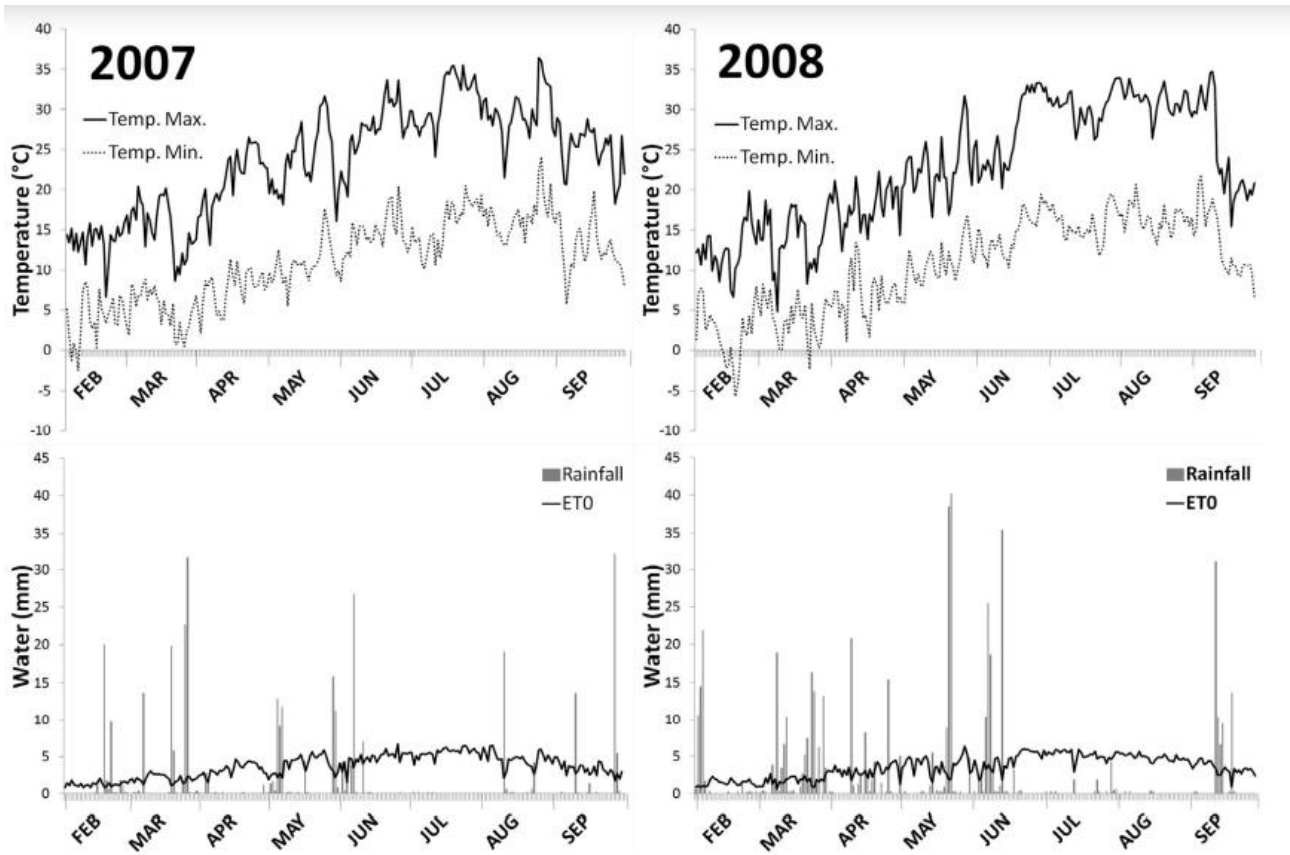 2007
Temp. Max.
Temp. Min.
Temperature (°C)
40
35
30
25
20
15
10
5
0
-5
-10
FEB
MAR
APR
MAY
JUN
JUL
AUG
SEP
2008
Temp. Max.
Temp. Min.
Temperature (°C)
40
35
30
25
20
15
10
5
0
-5
-10
FEB
MAR
APR
MAY
JUN
JUL
AUG
SEP
Rainfall
ET0
Water (mm)
45
40
35
30
25
20
15
10
5
0
FEB
MAR
APR
MAY
JUN
JUL
AUG
SEP
Rainfall
ET0
Water (mm)
45
40
35
30
25
20
15
10
5
0
FEB
MAR
APR
MAY
JUN
JUL
AUG
SEP